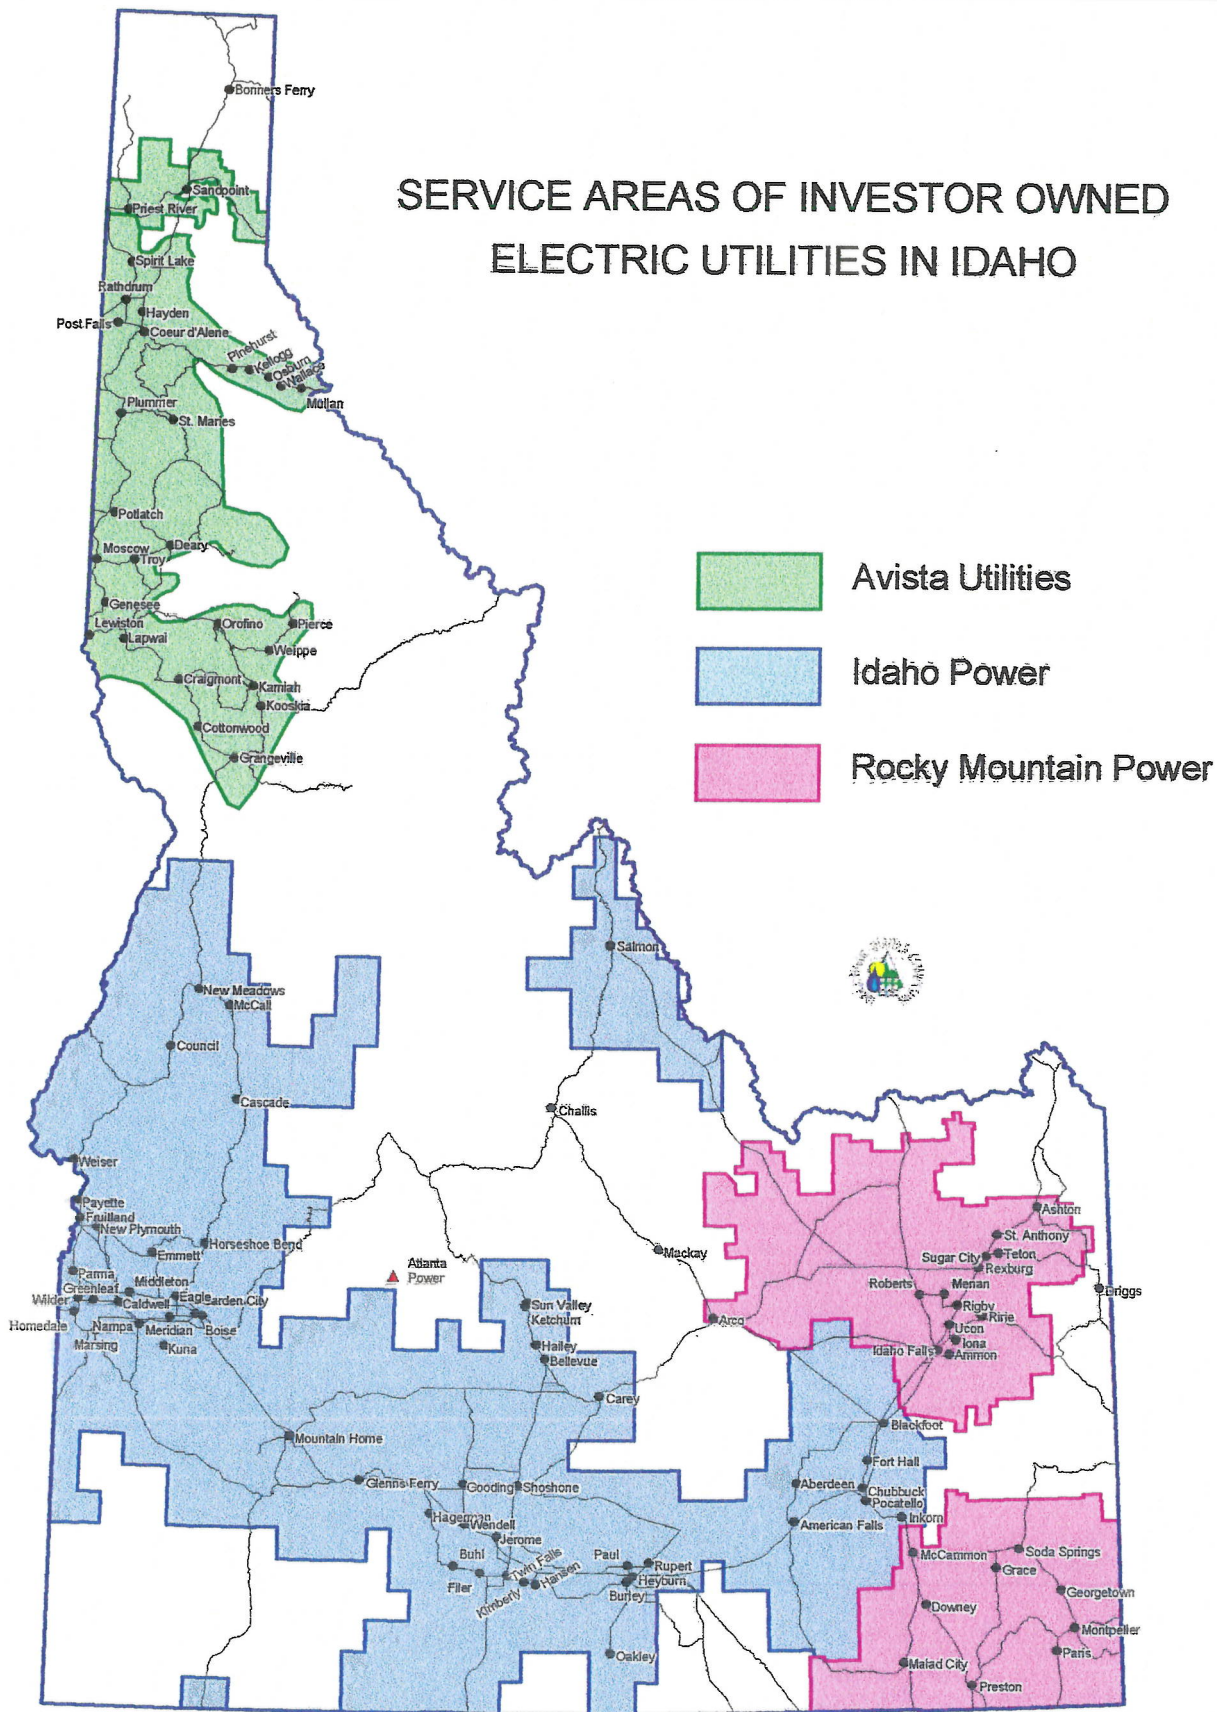 Bonners Ferry
Sandpoint
SERVICE AREAS OF INVESTOR OWNED
Priest River
ELECTRIC UTILITIES IN IDAHO
Spirit Lake
Rathdrum
Hayden
Post Falls
Coeur d'Alene
Pinehurst
Kellogg
Osburn
Wallace
Mullan
Plummer
St. Maries
Potlatch
Deary
Moscow
Troy
Avista Utilities
Genesee
Lewiston
Orofino
Pierce
Lapwai
Weippe
Idaho Power
Craigmont
Kamiah
Kooskia
Cottonwood
Grangeville
Rocky Mountain Power
Salmon
New Meadows
McCall
Council
Cascade
Challis
Weiser
Payette
Fruitland
New Plymouth
Ashton
St. Anthony
Horseshoe Bend
Emmett
Mackay
Sugar City
Teton
Rexburg
Atlanta
Power
Parma
Middleton
Greenleaf
Roberts
Menan
Driggs
Wilder
Caldwell
Eagle
Garden City
Sun Valley
Ketchum
Rigby
Ririe
Arco
Homedale
Nampa
Meridian
Boise
Ucon
Marsing
Kuna
Hailey
Iona
Idaho Falls
Ammon
Bellevue
Carey
Blackfoot
Mountain Home
Fort Hall
Glenns Ferry
Gooding
Shoshone
Aberdeen
Chubbuck
Pocatello
Hagerman
Wendell
American Falls
Inkom
Jerome
Buhl
Twin Falls
Paul
Rupert
McCammon
Soda Springs
Filer
Kimberly
Hansen
Heyburn
Burley
Grace
Georgetown
Downey
Montpelier
Oakley
Malad City
Paris
Preston